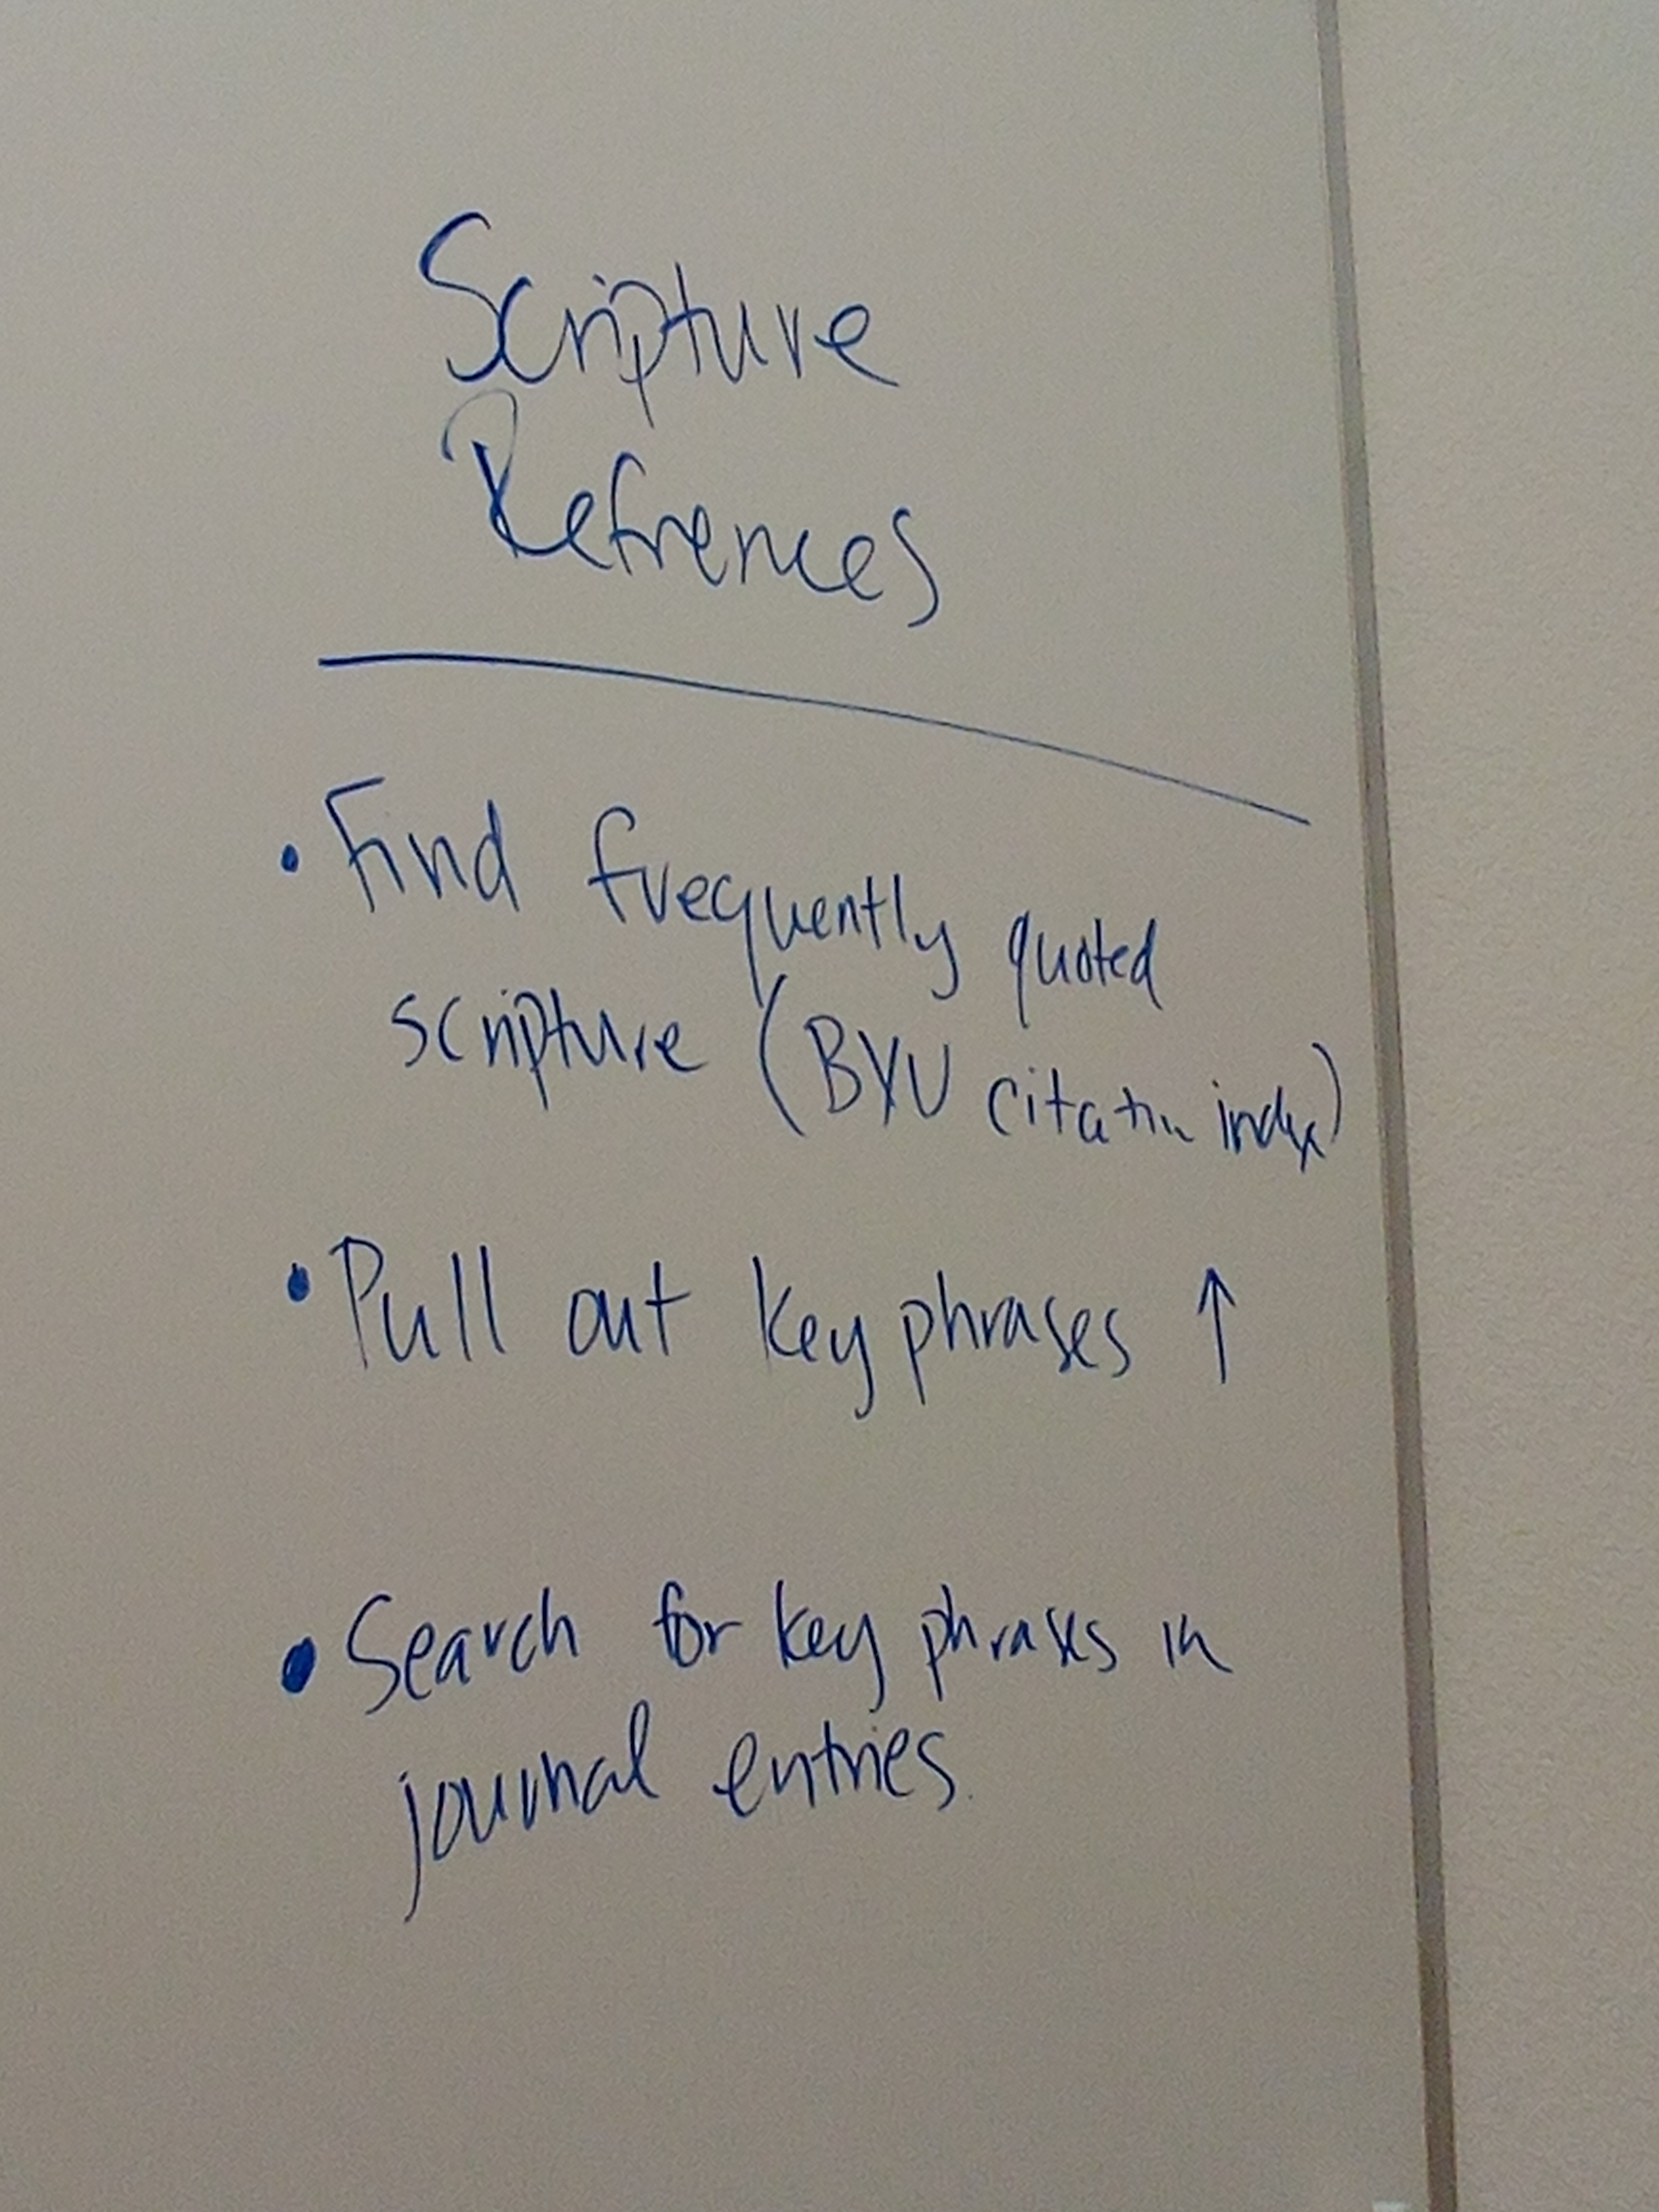 Scripture
Refrences
• Find frequently quoted
scripture (BYU citation index)
• Pull out key phrases ↑
• Search for key phrases in
journal entries.